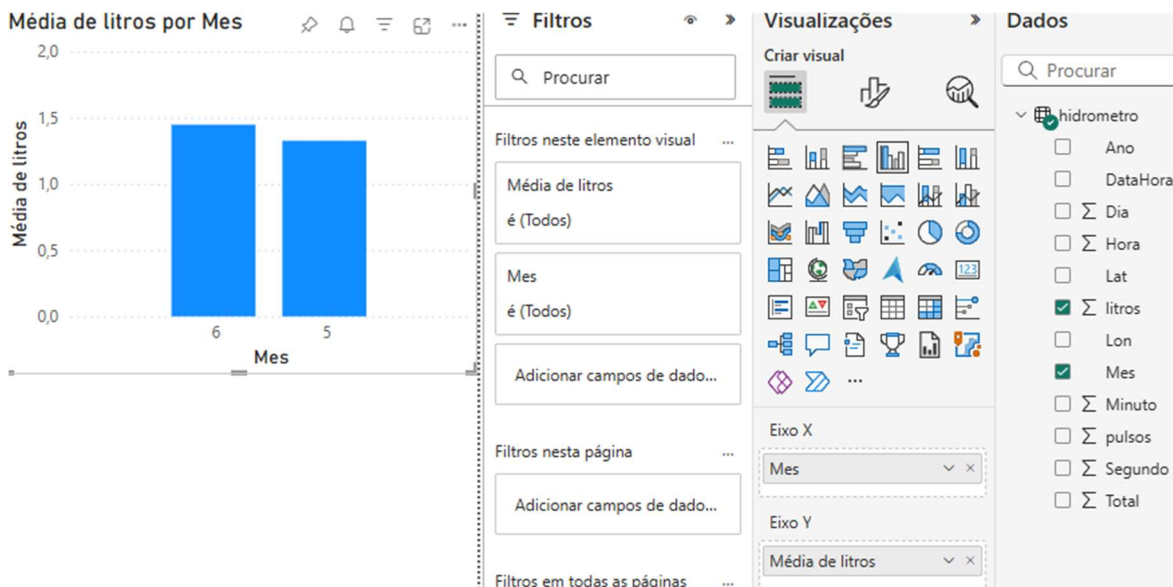 Média de litros por Mes
2,0
1,5
1,0
0,5
0,0
Média de litros
6
5
Mes
Filtros
Procurar
Filtros neste elemento visual
Média de litros
é (Todos)
Mes
é (Todos)
Adicionar campos de dado...
Filtros nesta página
Adicionar campos de dado...
Filtros em todas as páginas
Visualizações
Criar visual
123
Eixo X
Mes
Eixo Y
Média de litros
Dados
Procurar
hidrometro
Ano
DataHora
Σ Dia
Σ Hora
Lat
Σ litros
Lon
Mes
Σ Minuto
Σ pulsos
Σ Segundo
Σ Total